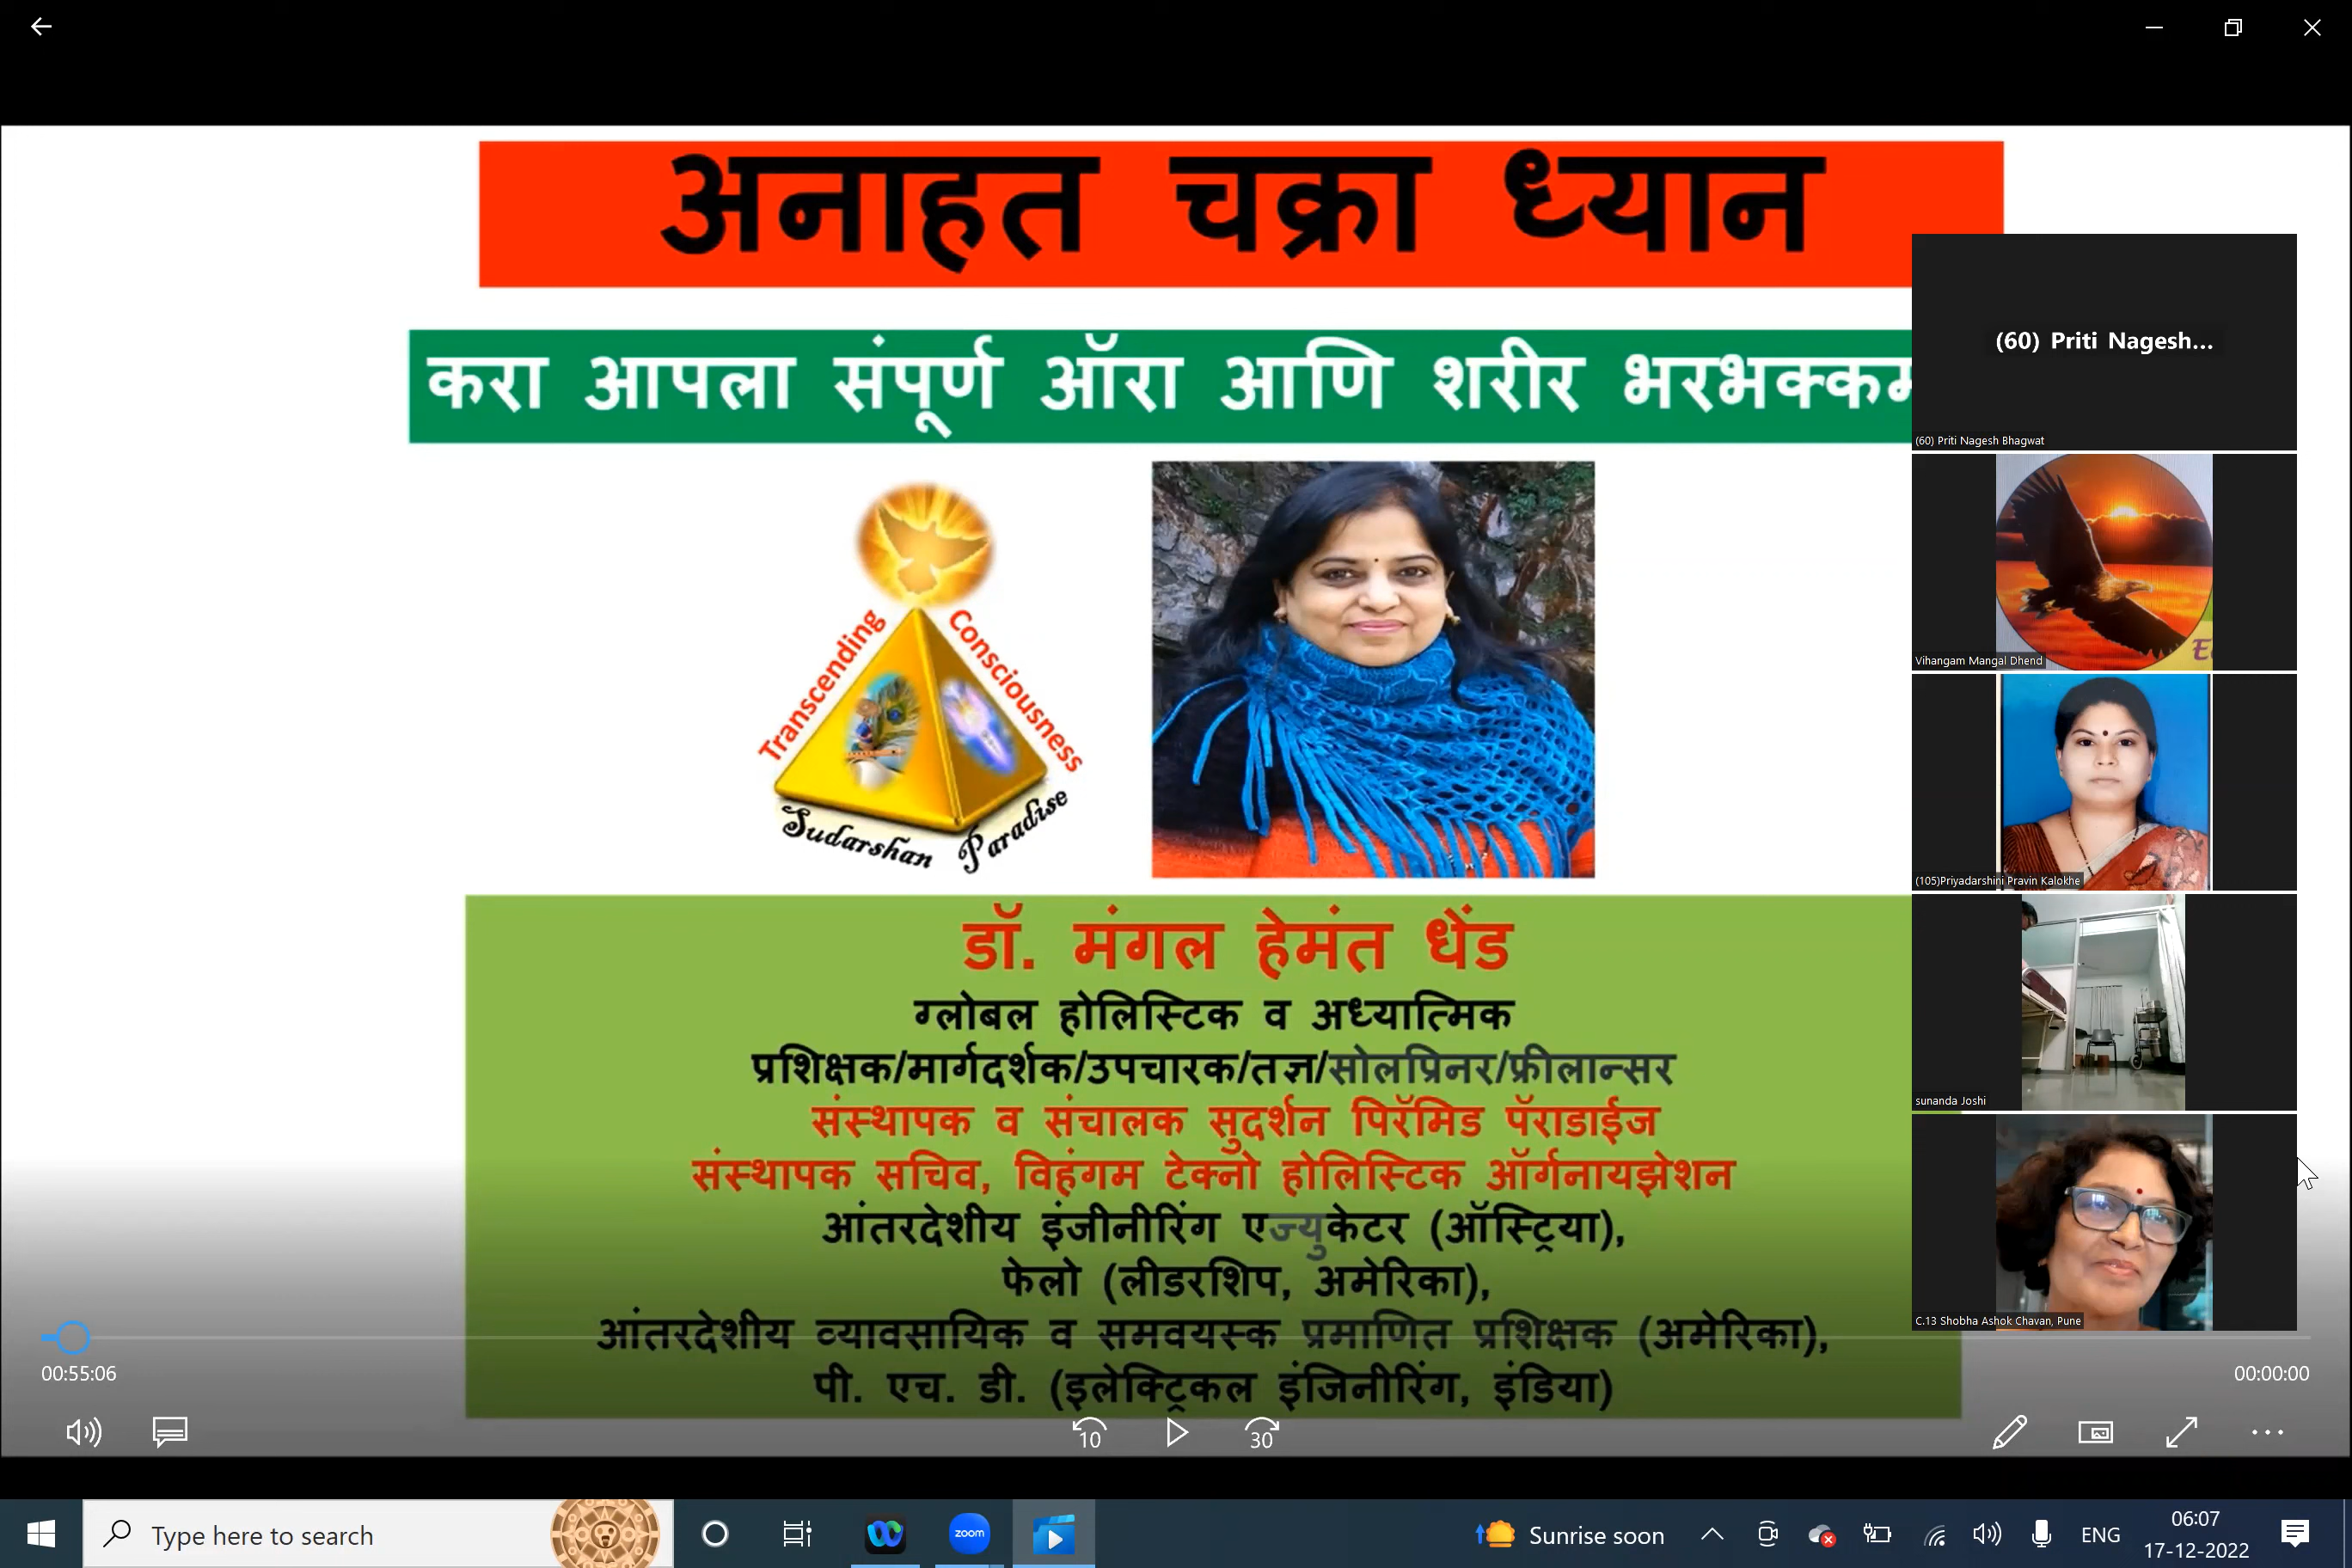 अनाहत चक्रा ध्यान
करा आपला संपूर्ण ऑरा आणि शरीर भरभक्कम
Transcending
Consciousness
Sudarshan Paradise
डॉ. मंगल हेमंत धेंड
ग्लोबल होलिस्टिक व अध्यात्मिक
प्रशिक्षक/मार्गदर्शक/उपचारक/तज्ञ/सोलप्रिनर/फ्रीलान्सर
संस्थापक व संचालक सुदर्शन पिरॅमिड पॅराडाईज
संस्थापक सचिव, विहंगम टेक्नो होलिस्टिक ऑर्गनायझेशन
आंतरदेशीय इंजीनीरिंग एज्युकेटर (ऑस्ट्रिया),
फेलो (लीडरशिप, अमेरिका),
आंतरदेशीय व्यावसायिक व समवयस्क प्रमाणित प्रशिक्षक (अमेरिका),
पी. एच. डी. (इलेक्ट्रिकल इंजिनीरिंग, इंडिया)
(60) Priti Nagesh...
(60) Priti Nagesh Bhagwat
Vihangam Mangal Dhend
(105)Priyadarshini Pravin Kalokhe
sunanda Joshi
C.13 Shobha Ashok Chavan, Pune
00:55:06
00:00:00
10
30
Type here to search
zoom
Sunrise soon
ENG
06:07
17-12-2022